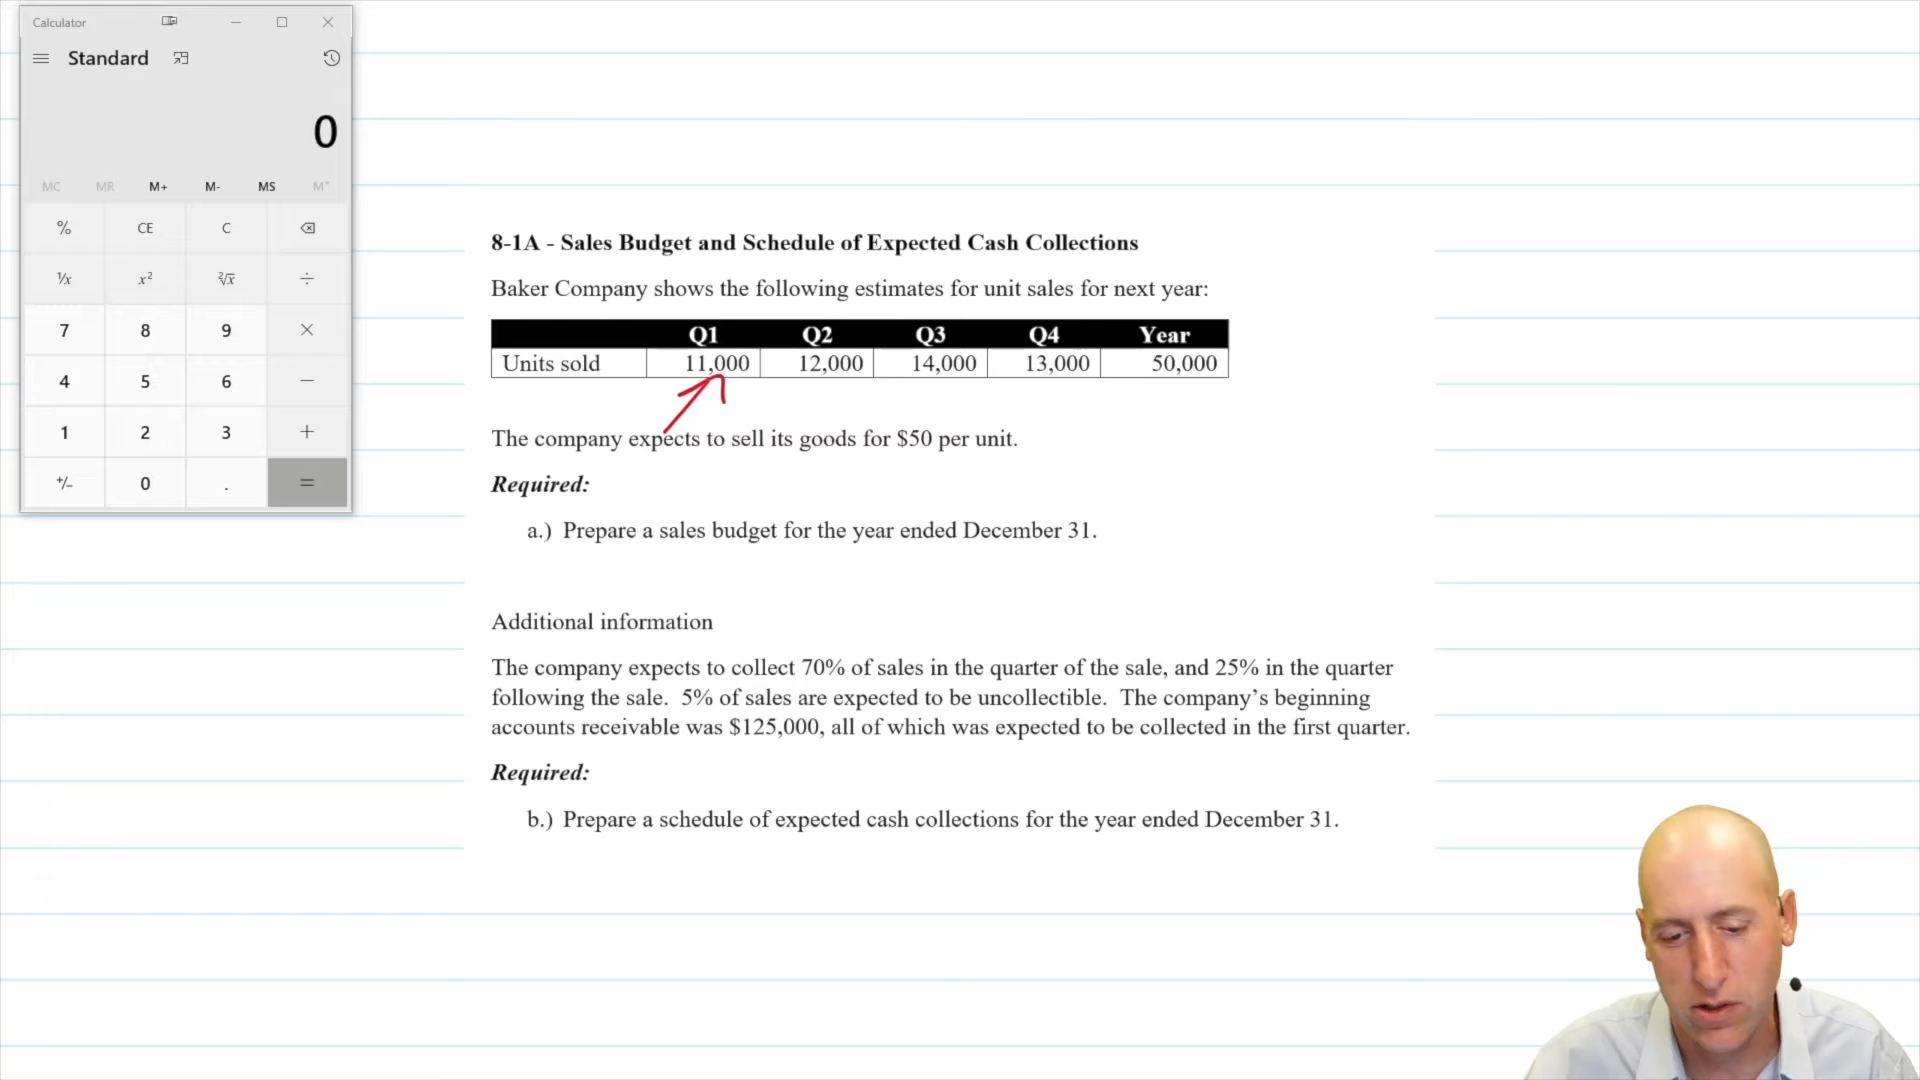 Calculator
Standard
0
MC MR M+ M- MS M˅
% CE C
¹/x x² ²√x ÷
7 8 9 ×
4 5 6 −
1 2 3 +
+/− 0 . =
8-1A - Sales Budget and Schedule of Expected Cash Collections
Baker Company shows the following estimates for unit sales for next year:
Q1 Q2 Q3 Q4 Year
Units sold 11,000 12,000 14,000 13,000 50,000
The company expects to sell its goods for $50 per unit.
Required:
a.) Prepare a sales budget for the year ended December 31.
Additional information
The company expects to collect 70% of sales in the quarter of the sale, and 25% in the quarter
following the sale. 5% of sales are expected to be uncollectible. The company’s beginning
accounts receivable was $125,000, all of which was expected to be collected in the first quarter.
Required:
b.) Prepare a schedule of expected cash collections for the year ended December 31.